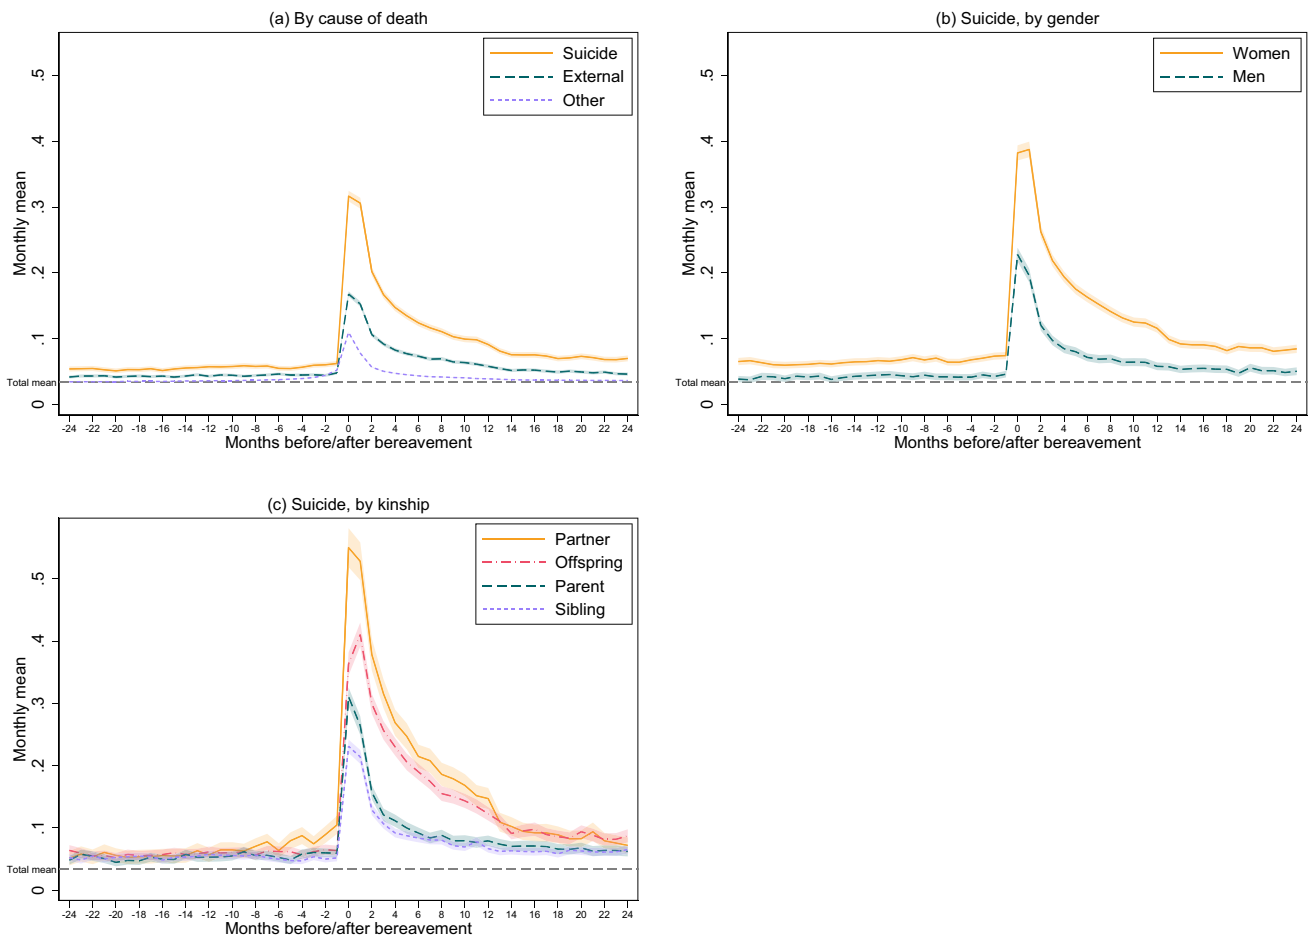 (a) By cause of death
Suicide
External
Other
Monthly mean
.5
.4
.3
.2
.1
Total mean
0
-24 -22 -20 -18 -16 -14 -12 -10 -8 -6 -4 -2 0 2 4 6 8 10 12 14 16 18 20 22 24
Months before/after bereavement
(b) Suicide, by gender
Women
Men
Monthly mean
.5
.4
.3
.2
.1
Total mean
0
-24 -22 -20 -18 -16 -14 -12 -10 -8 -6 -4 -2 0 2 4 6 8 10 12 14 16 18 20 22 24
Months before/after bereavement
(c) Suicide, by kinship
Partner
Offspring
Parent
Sibling
Monthly mean
.5
.4
.3
.2
.1
Total mean
0
-24 -22 -20 -18 -16 -14 -12 -10 -8 -6 -4 -2 0 2 4 6 8 10 12 14 16 18 20 22 24
Months before/after bereavement